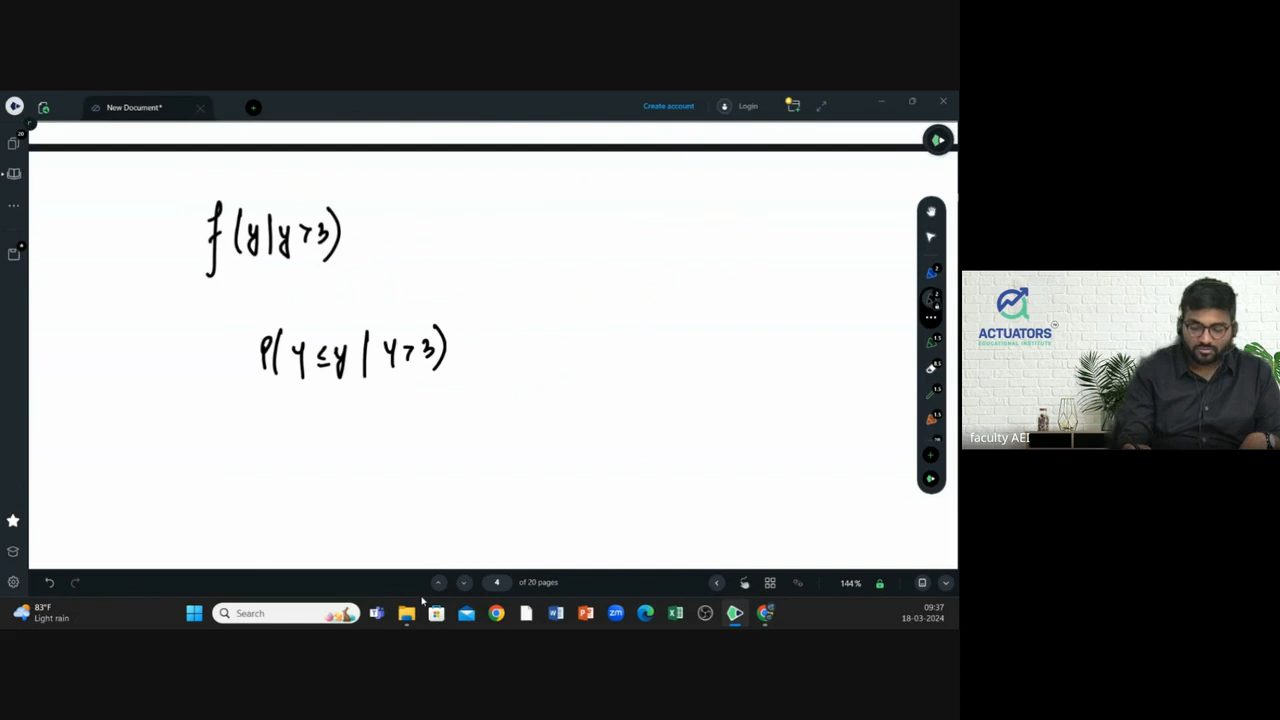 New Document*
Create account
Login
20
f(y|y>3)
P(Y≤y | Y>3)
ACTUATORS
EDUCATIONAL INSTITUTE
faculty AEI
4 of 20 pages
144%
83°F
Light rain
Search
09:37
18-03-2024